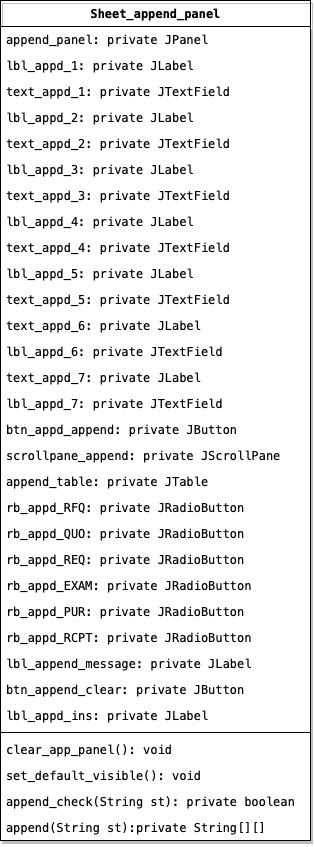 Sheet_append_panel
append_panel: private JPanel
lbl_appd_1: private JLabel
text_appd_1: private JTextField
lbl_appd_2: private JLabel
text_appd_2: private JTextField
lbl_appd_3: private JLabel
text_appd_3: private JTextField
lbl_appd_4: private JLabel
text_appd_4: private JTextField
lbl_appd_5: private JLabel
text_appd_5: private JTextField
text_appd_6: private JLabel
lbl_appd_6: private JTextField
text_appd_7: private JLabel
lbl_appd_7: private JTextField
btn_appd_append: private JButton
scrollpane_append: private JScrollPane
append_table: private JTable
rb_appd_RFQ: private JRadioButton
rb_appd_QUO: private JRadioButton
rb_appd_REQ: private JRadioButton
rb_appd_EXAM: private JRadioButton
rb_appd_PUR: private JRadioButton
rb_appd_RCPT: private JRadioButton
lbl_append_message: private JLabel
btn_append_clear: private JButton
lbl_appd_ins: private JLabel
clear_app_panel(): void
set_default_visible(): void
append_check(String st): private boolean
append(String st):private String[][]